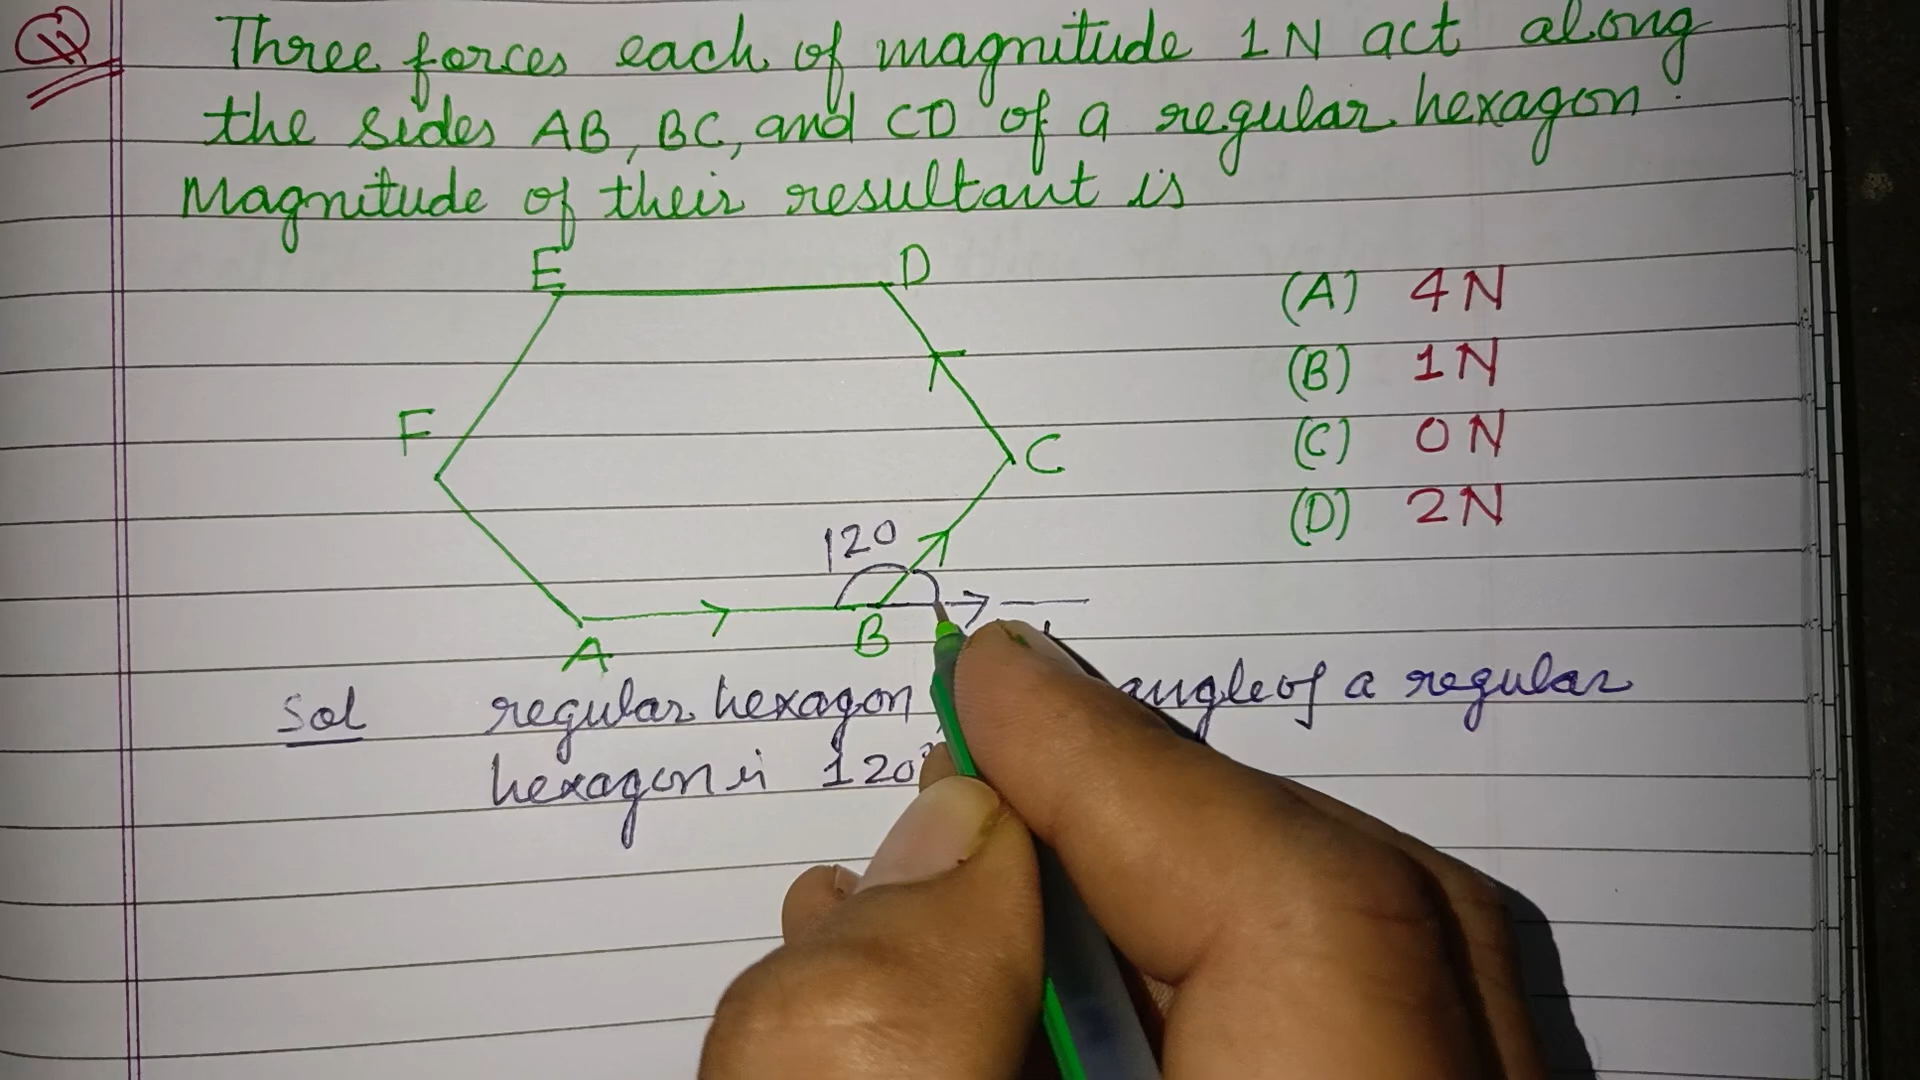 Q
Three forces each of magnitude 1N act along
the sides AB, BC, and CD of a regular hexagon.
Magnitude of their resultant is
E
D
(A) 4N
(B) 1N
F
C
(C) 0N
(D) 2N
120
A
B
Sol regular hexagon angle of a regular
hexagon is 120°